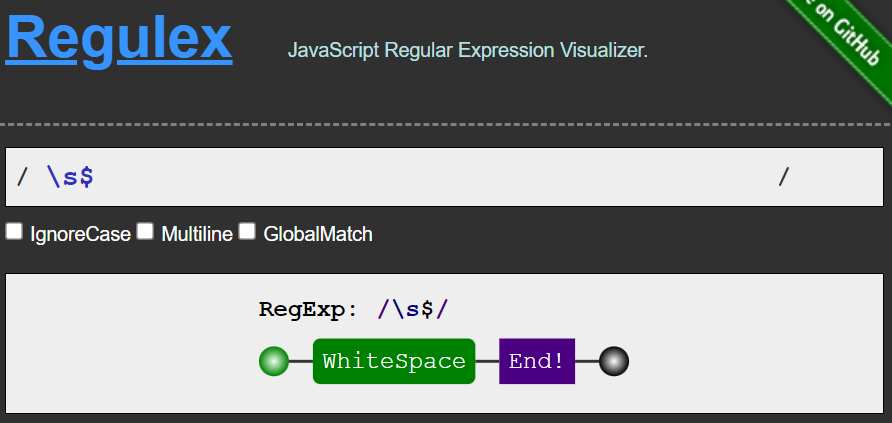 Regulex
JavaScript Regular Expression Visualizer.
on GitHub
/ \s$ /
IgnoreCase Multiline GlobalMatch
RegExp: /\s$/
WhiteSpace End!